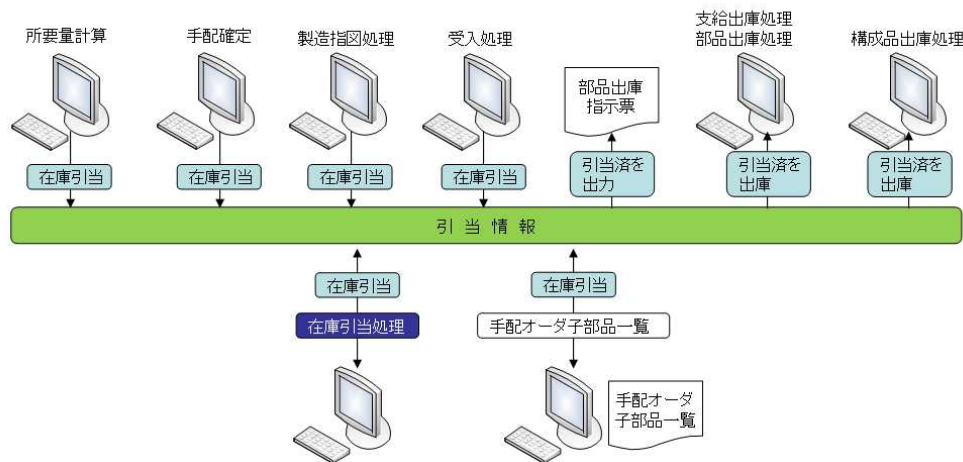 所要量計算
手配確定
製造指図処理
受入処理
部品出庫
指示票
支給出庫処理
部品出庫処理
構成品出庫処理
在庫引当
在庫引当
在庫引当
在庫引当
引当済を
出力
引当済を
出庫
引当済を
出庫
引当情報
在庫引当
在庫引当
在庫引当処理
手配オーダ子部品一覧
手配オーダ
子部品一覧